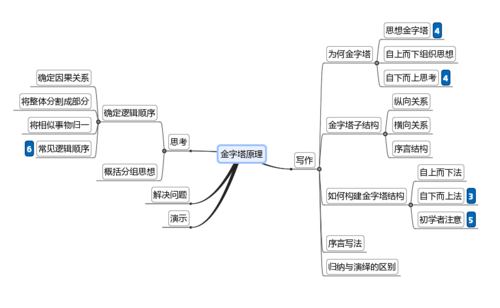 金字塔原理
写作
为何金字塔
思想金字塔 4
自上而下组织思想
自下而上思考 4
金字塔子结构
纵向关系
横向关系
序言结构
如何构建金字塔结构
自上而下法
自下而上法 3
初学者注意 5
序言写法
归纳与演绎的区别
思考
确定逻辑顺序
确定因果关系
将整体分割成部分
将相似事物归一
6 常见逻辑顺序
概括分组思想
解决问题
演示